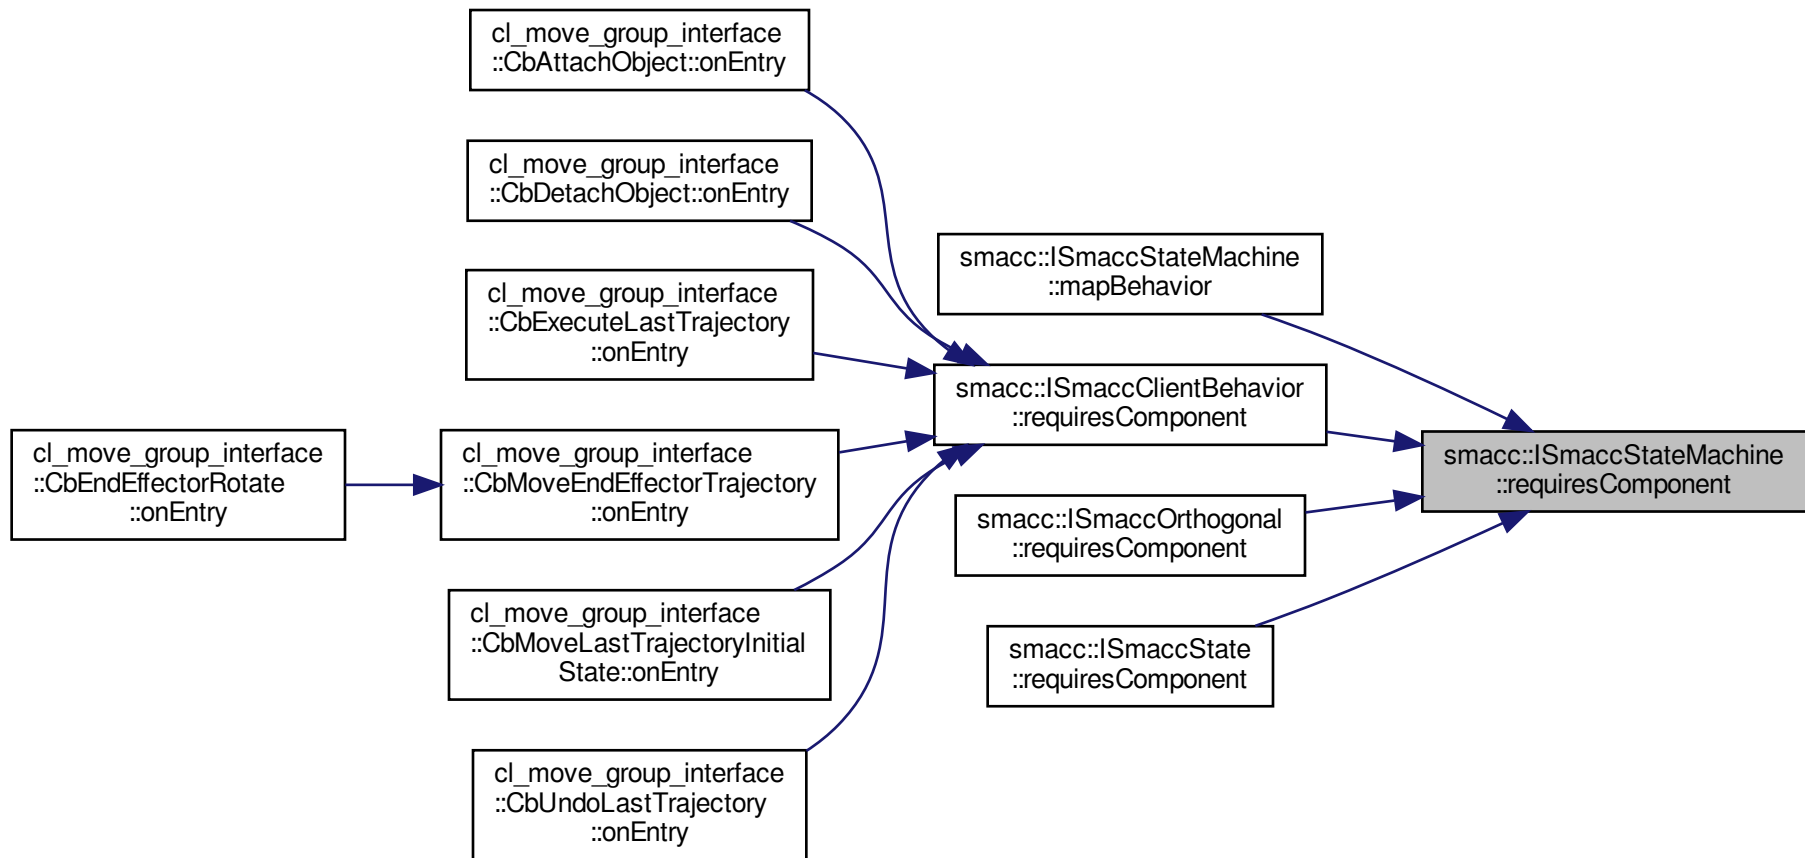 cl_move_group_interface
::CbAttachObject::onEntry
cl_move_group_interface
::CbDetachObject::onEntry
cl_move_group_interface
::CbExecuteLastTrajectory
::onEntry
cl_move_group_interface
::CbEndEffectorRotate
::onEntry
cl_move_group_interface
::CbMoveEndEffectorTrajectory
::onEntry
cl_move_group_interface
::CbMoveLastTrajectoryInitial
State::onEntry
cl_move_group_interface
::CbUndoLastTrajectory
::onEntry
smacc::ISmaccStateMachine
::mapBehavior
smacc::ISmaccClientBehavior
::requiresComponent
smacc::ISmaccOrthogonal
::requiresComponent
smacc::ISmaccState
::requiresComponent
smacc::ISmaccStateMachine
::requiresComponent